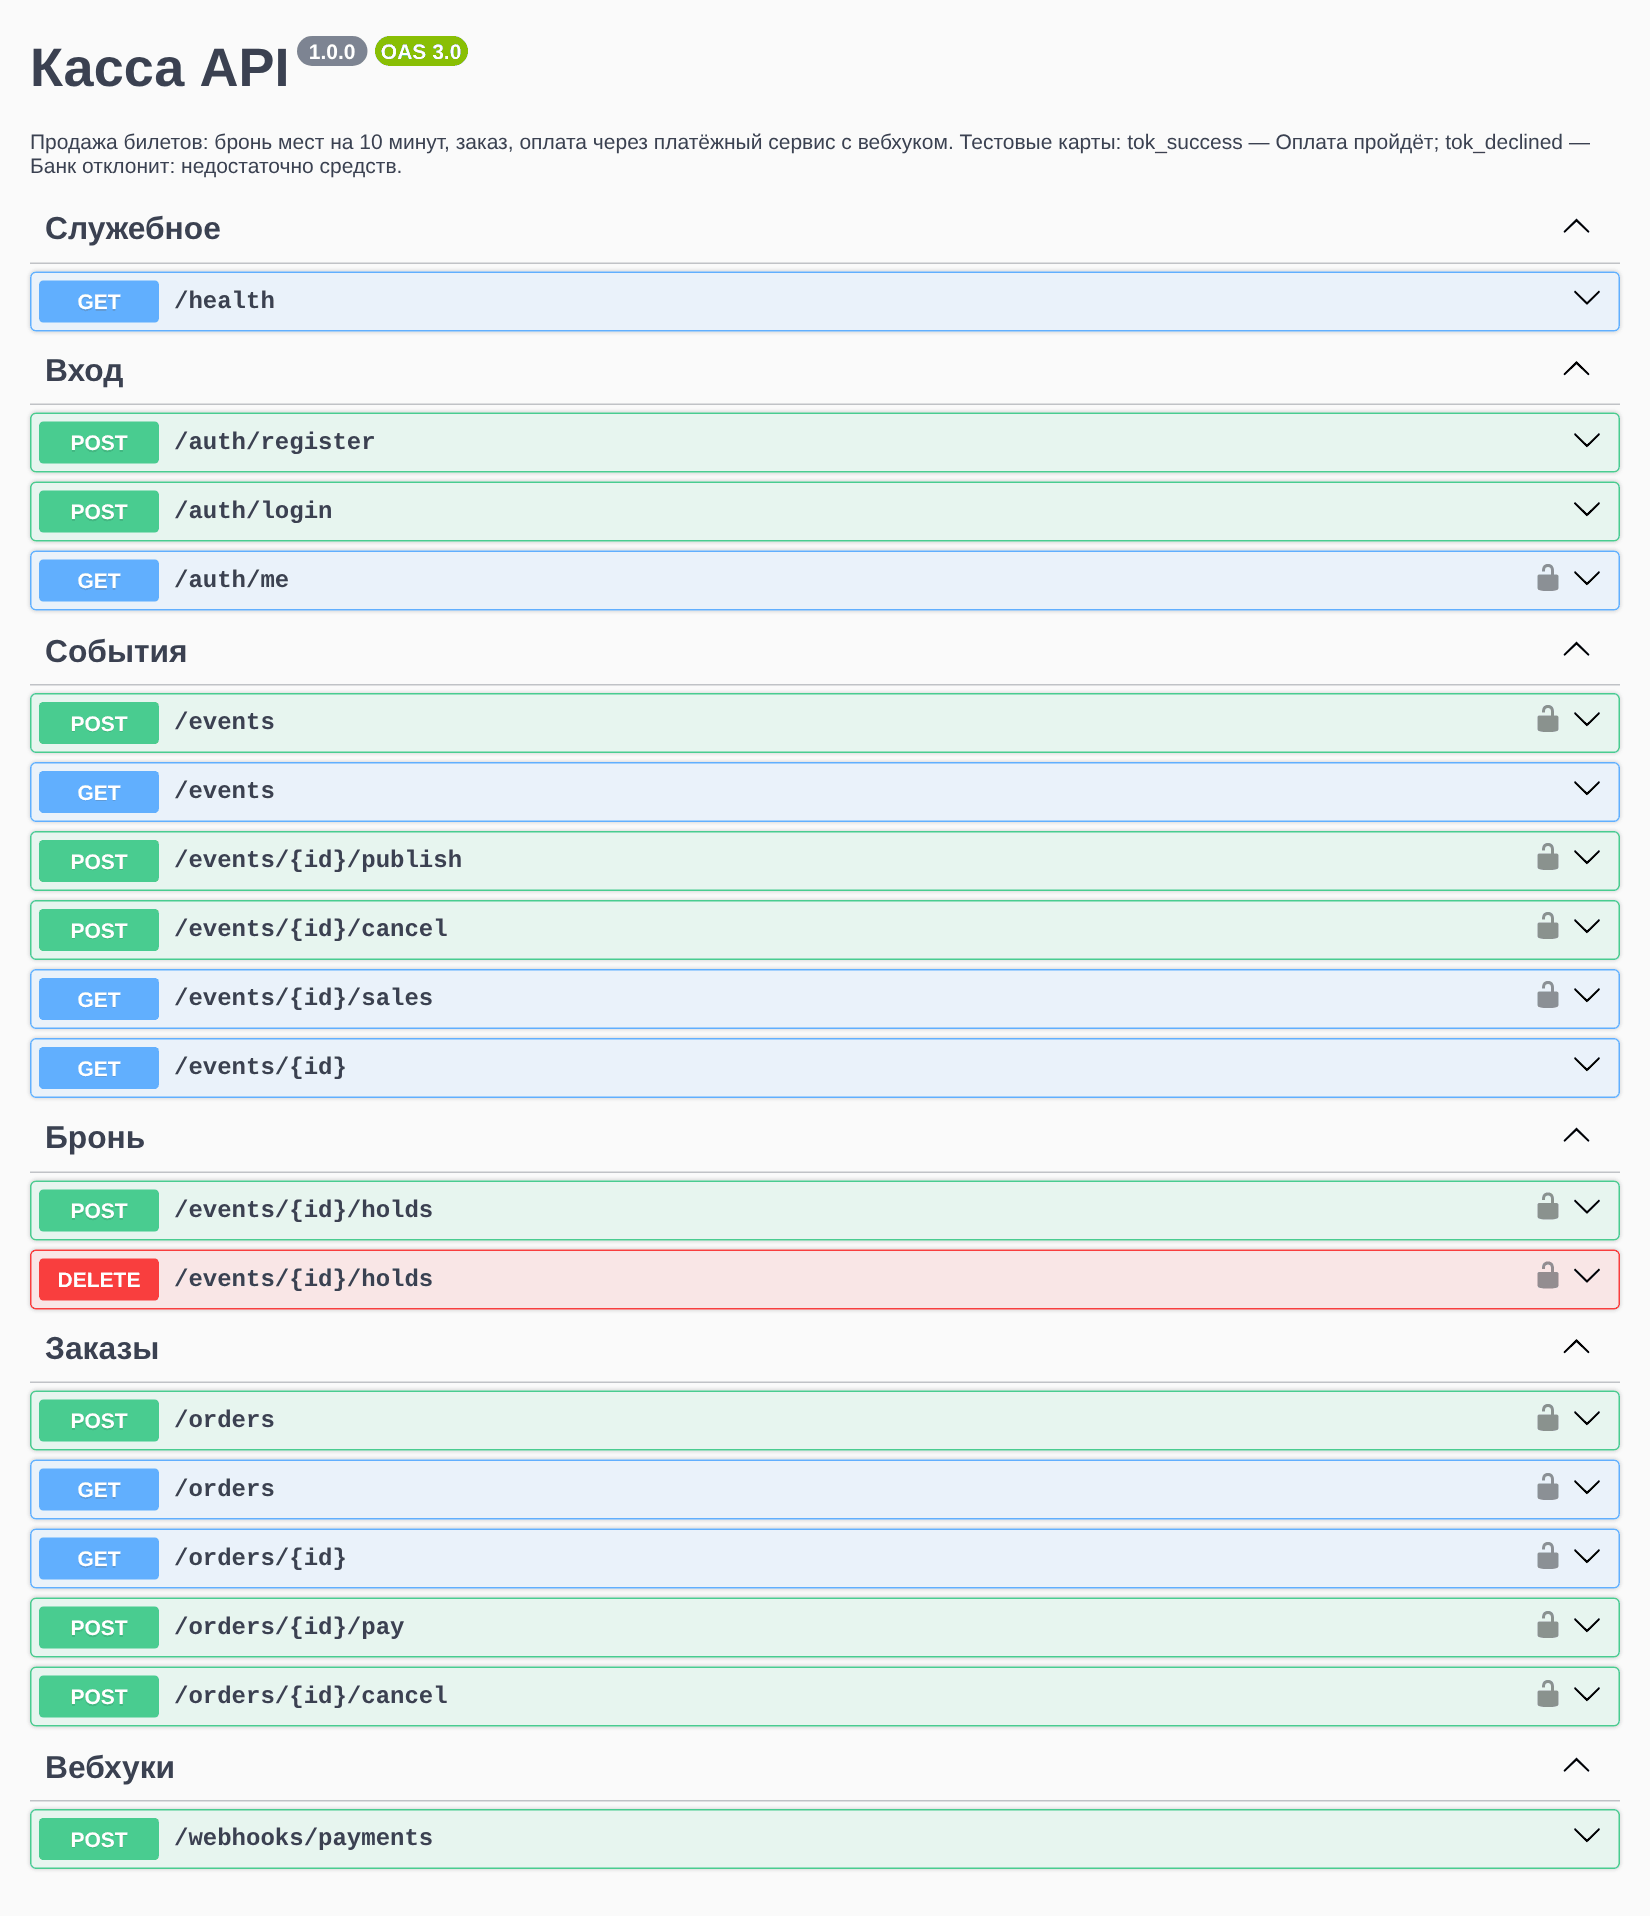 Касса API 1.0.0 OAS 3.0
Продажа билетов: бронь мест на 10 минут, заказ, оплата через платёжный сервис с вебхуком. Тестовые карты: tok_success — Оплата пройдёт; tok_declined —
Банк отклонит: недостаточно средств.
Служебное
GET /health
Вход
POST /auth/register
POST /auth/login
GET /auth/me
События
POST /events
GET /events
POST /events/{id}/publish
POST /events/{id}/cancel
GET /events/{id}/sales
GET /events/{id}
Бронь
POST /events/{id}/holds
DELETE /events/{id}/holds
Заказы
POST /orders
GET /orders
GET /orders/{id}
POST /orders/{id}/pay
POST /orders/{id}/cancel
Вебхуки
POST /webhooks/payments